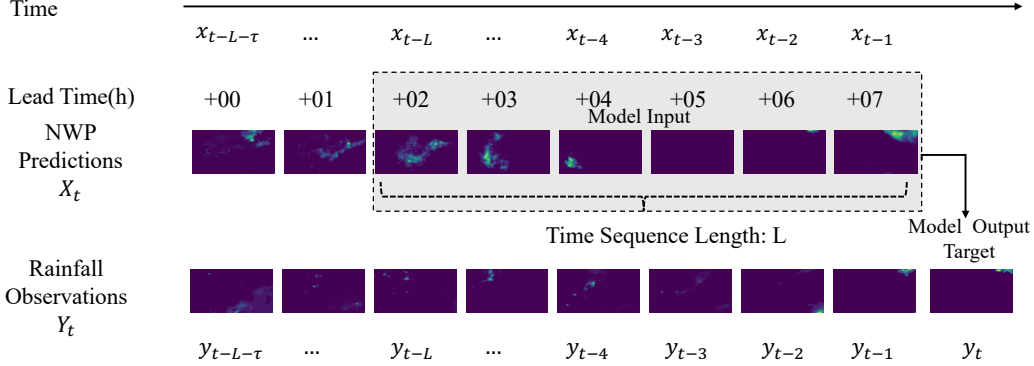 Time
x_{t-L-τ} ... x_{t-L} ... x_{t-4} x_{t-3} x_{t-2} x_{t-1}
Lead Time(h) +00 +01 +02 +03 +04 +05 +06 +07
Model Input
NWP
Predictions
X_t
Time Sequence Length: L
Model Output
Target
Rainfall
Observations
Y_t
y_{t-L-τ} ... y_{t-L} ... y_{t-4} y_{t-3} y_{t-2} y_{t-1} y_t